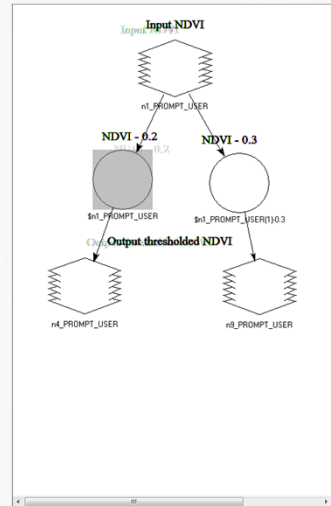 Input NDVI
n1_PROMPT_USER
NDVI - 0.2
NDVI - 0.3
$n1_PROMPT_USER
$n1_PROMPT_USER(1)-0.3
Output thresholded NDVI
n4_PROMPT_USER
n9_PROMPT_USER